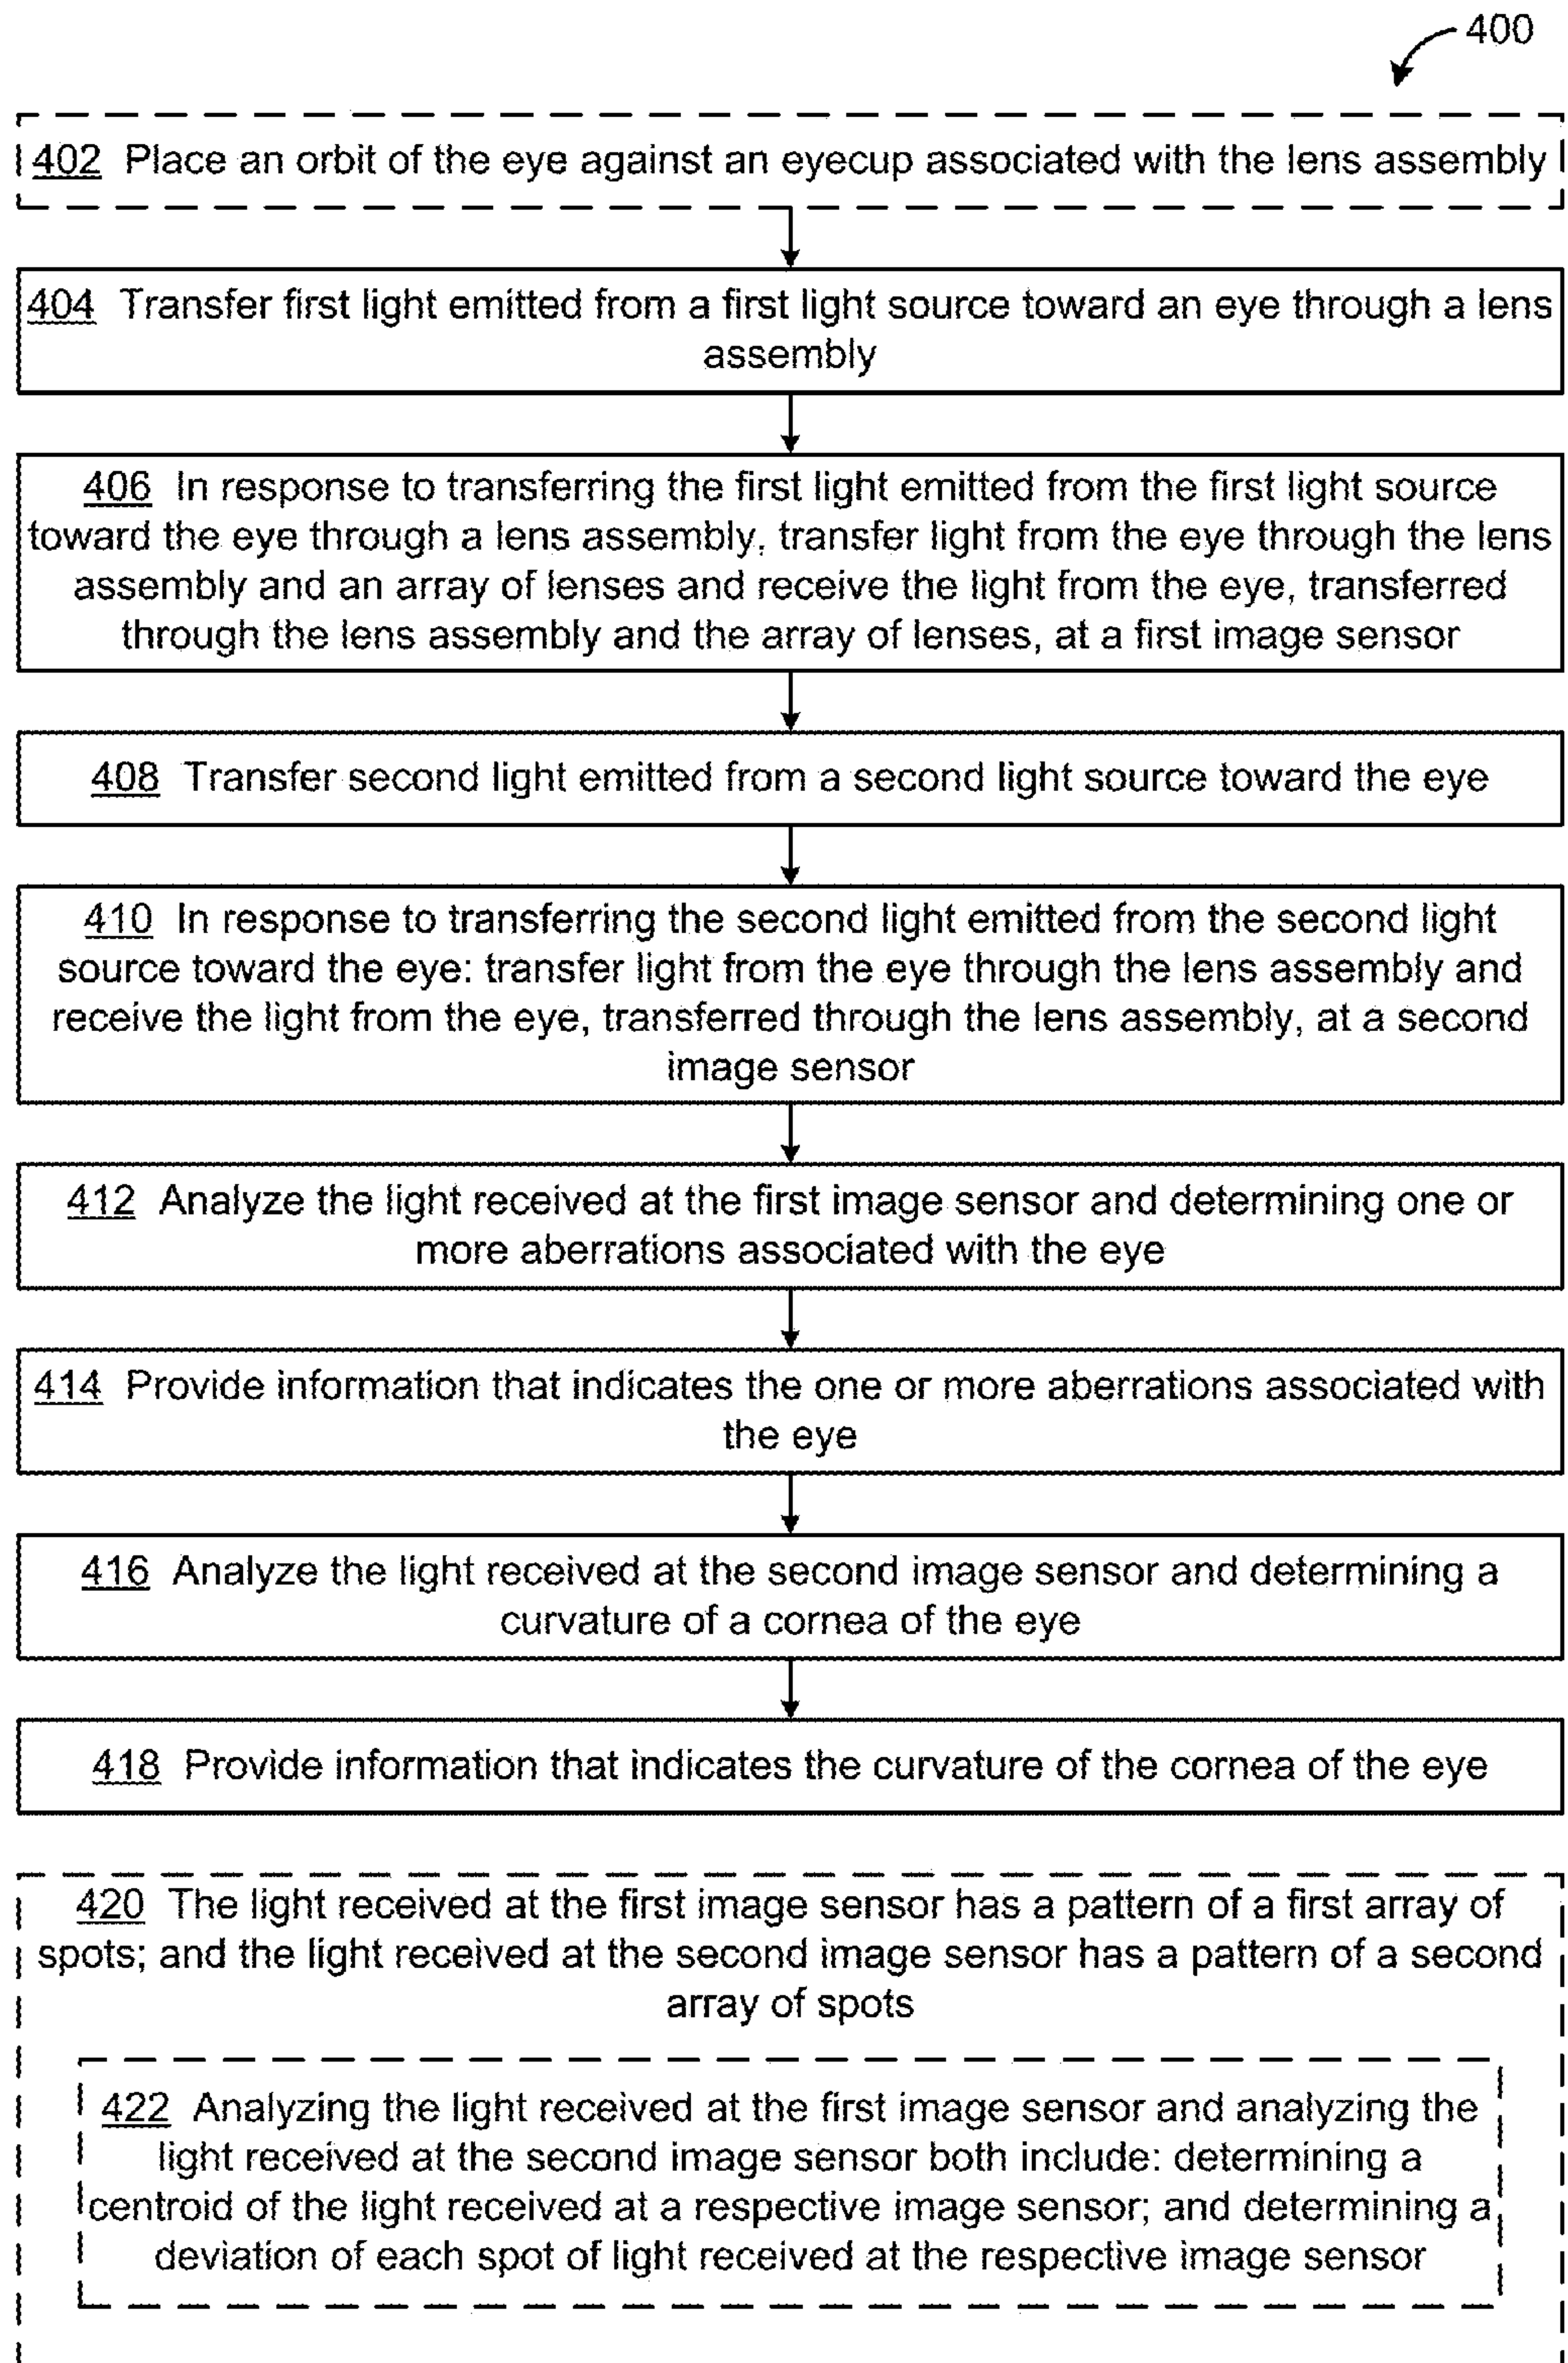 400
402 Place an orbit of the eye against an eyecup associated with the lens assembly
404 Transfer first light emitted from a first light source toward an eye through a lens
assembly
406 In response to transferring the first light emitted from the first light source
toward the eye through a lens assembly, transfer light from the eye through the lens
assembly and an array of lenses and receive the light from the eye, transferred
through the lens assembly and the array of lenses, at a first image sensor
408 Transfer second light emitted from a second light source toward the eye
410 In response to transferring the second light emitted from the second light
source toward the eye: transfer light from the eye through the lens assembly and
receive the light from the eye, transferred through the lens assembly, at a second
image sensor
412 Analyze the light received at the first image sensor and determining one or
more aberrations associated with the eye
414 Provide information that indicates the one or more aberrations associated with
the eye
416 Analyze the light received at the second image sensor and determining a
curvature of a cornea of the eye
418 Provide information that indicates the curvature of the cornea of the eye
420 The light received at the first image sensor has a pattern of a first array of
spots; and the light received at the second image sensor has a pattern of a second
array of spots
422 Analyzing the light received at the first image sensor and analyzing the
light received at the second image sensor both include: determining a
centroid of the light received at a respective image sensor; and determining a
deviation of each spot of light received at the respective image sensor